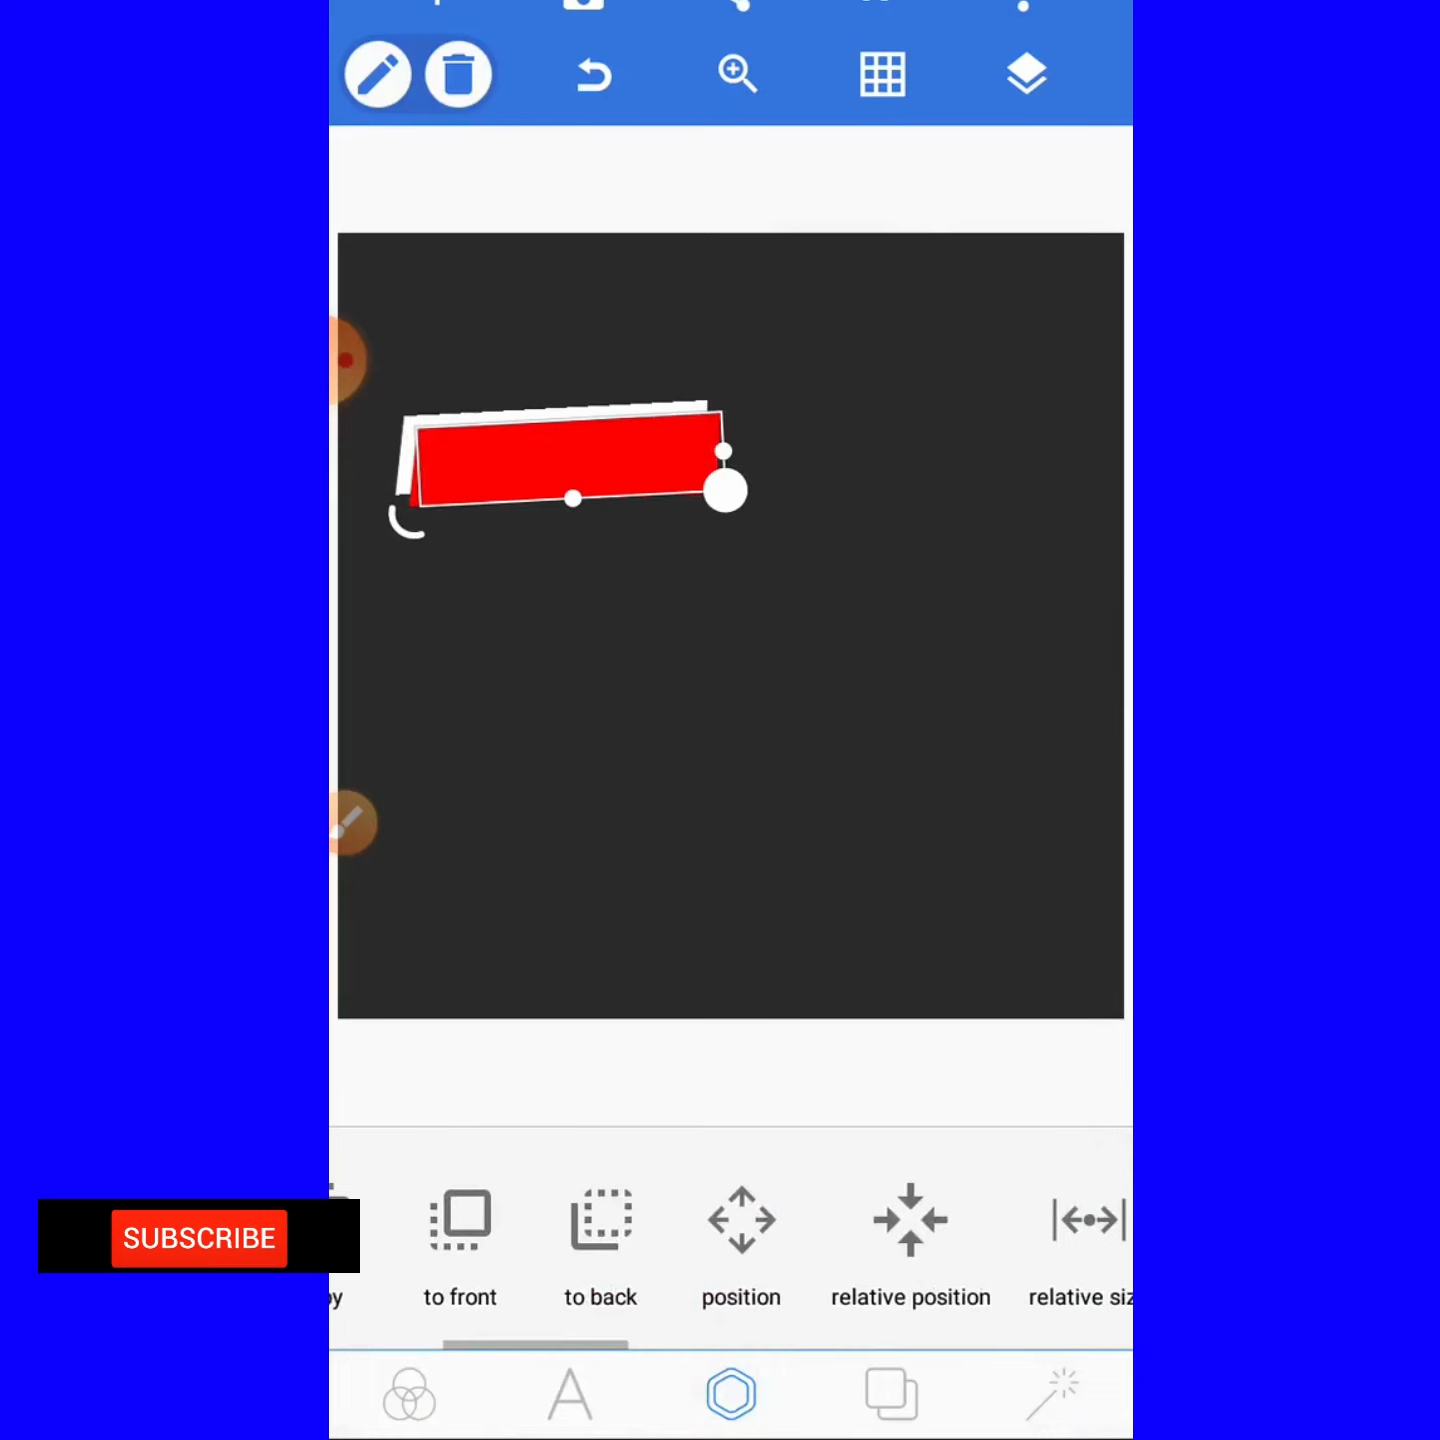 SUBSCRIBE
to front
to back
position
relative position